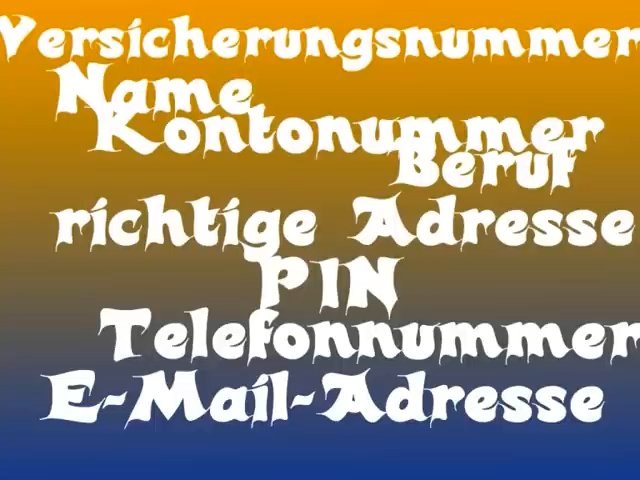 Versicherungsnummer
Name
Kontonummer
Beruf
richtige Adresse
PIN
Telefonnummer
E-Mail-Adresse